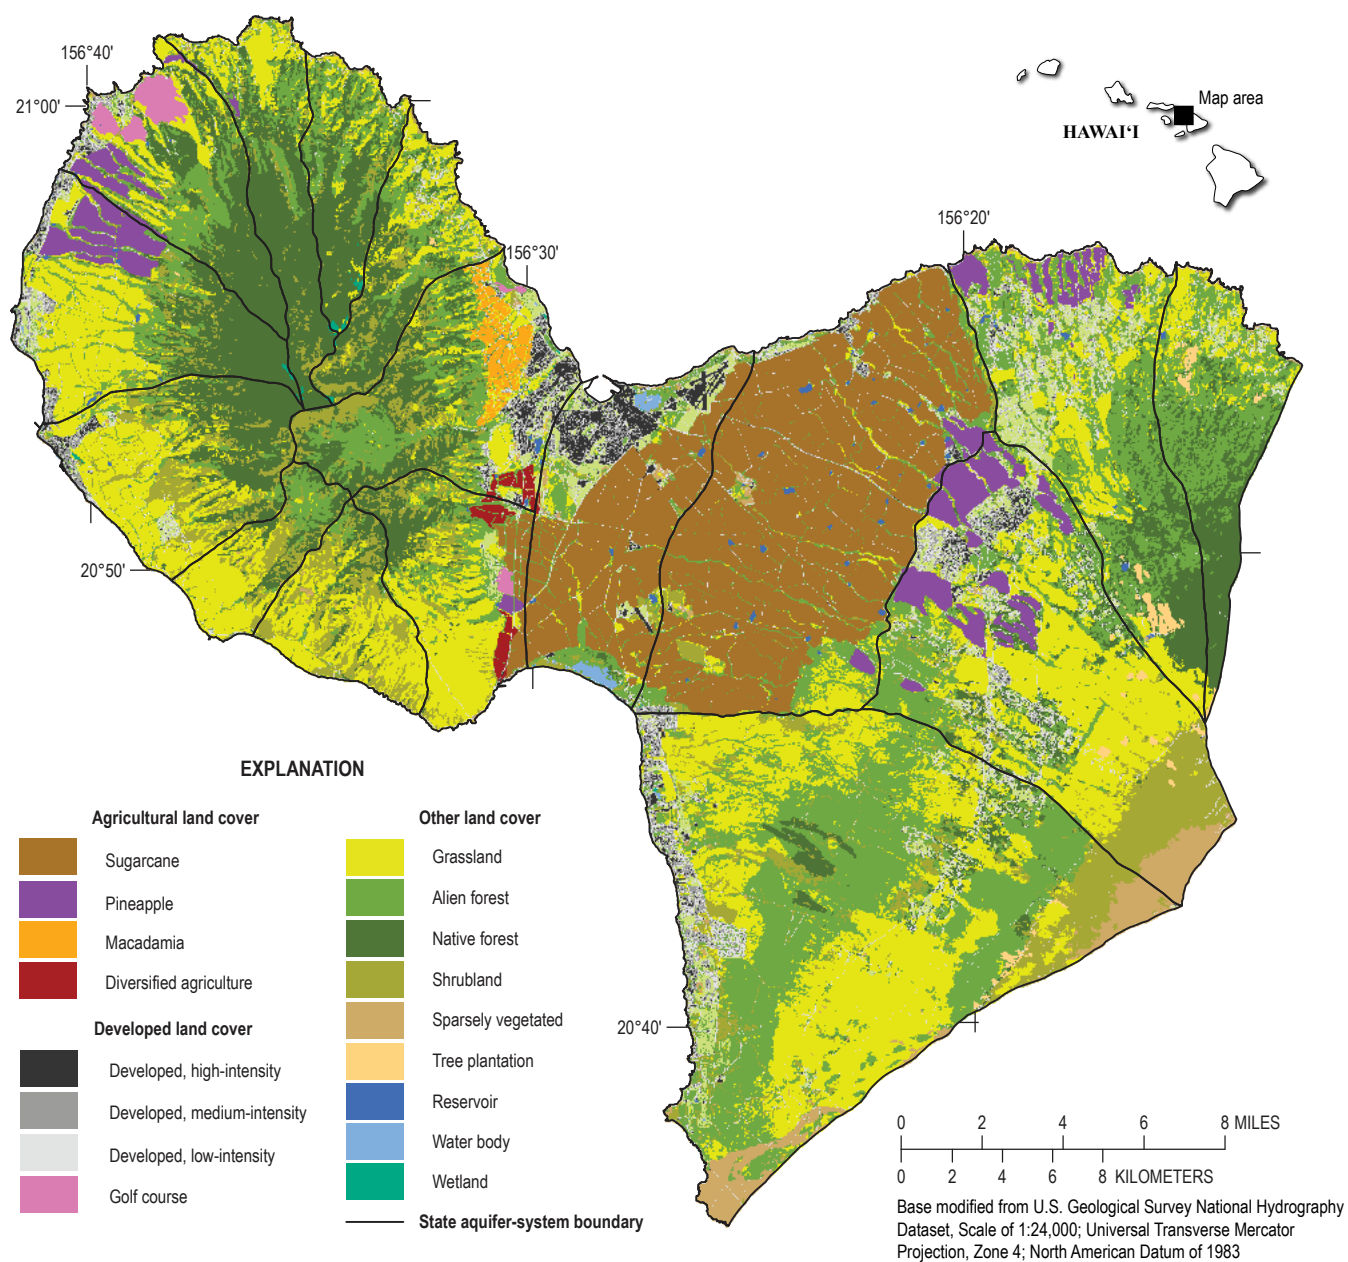 156°40'
21°00'
Map area
HAWAI‘I
156°20'
156°30'
20°50'
20°40'
EXPLANATION
Agricultural land cover
Sugarcane
Pineapple
Macadamia
Diversified agriculture
Developed land cover
Developed, high-intensity
Developed, medium-intensity
Developed, low-intensity
Golf course
Other land cover
Grassland
Alien forest
Native forest
Shrubland
Sparsely vegetated
Tree plantation
Reservoir
Water body
Wetland
State aquifer-system boundary
0 2 4 6 8 MILES
0 2 4 6 8 KILOMETERS
Base modified from U.S. Geological Survey National Hydrography
Dataset, Scale of 1:24,000; Universal Transverse Mercator
Projection, Zone 4; North American Datum of 1983